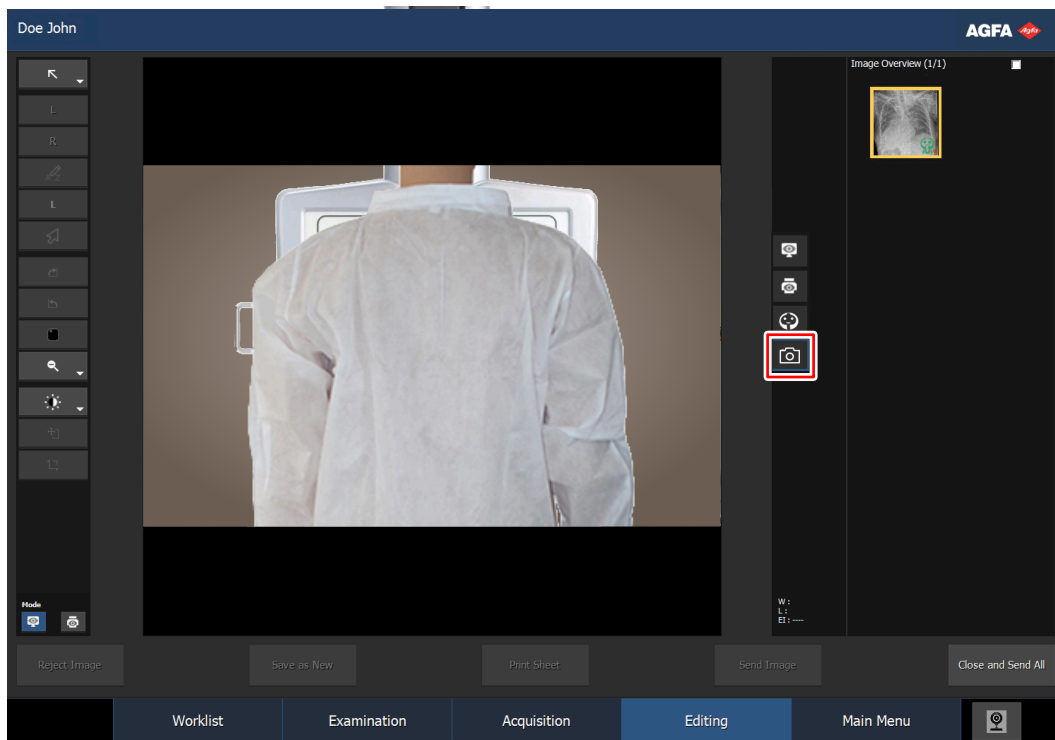 Doe John
AGFA
Agfa
Image Overview (1/1)
L
R
L
Mode
W :
L :
EI : ----
Reject Image
Save as New
Print Sheet
Send Image
Close and Send All
Worklist
Examination
Acquisition
Editing
Main Menu